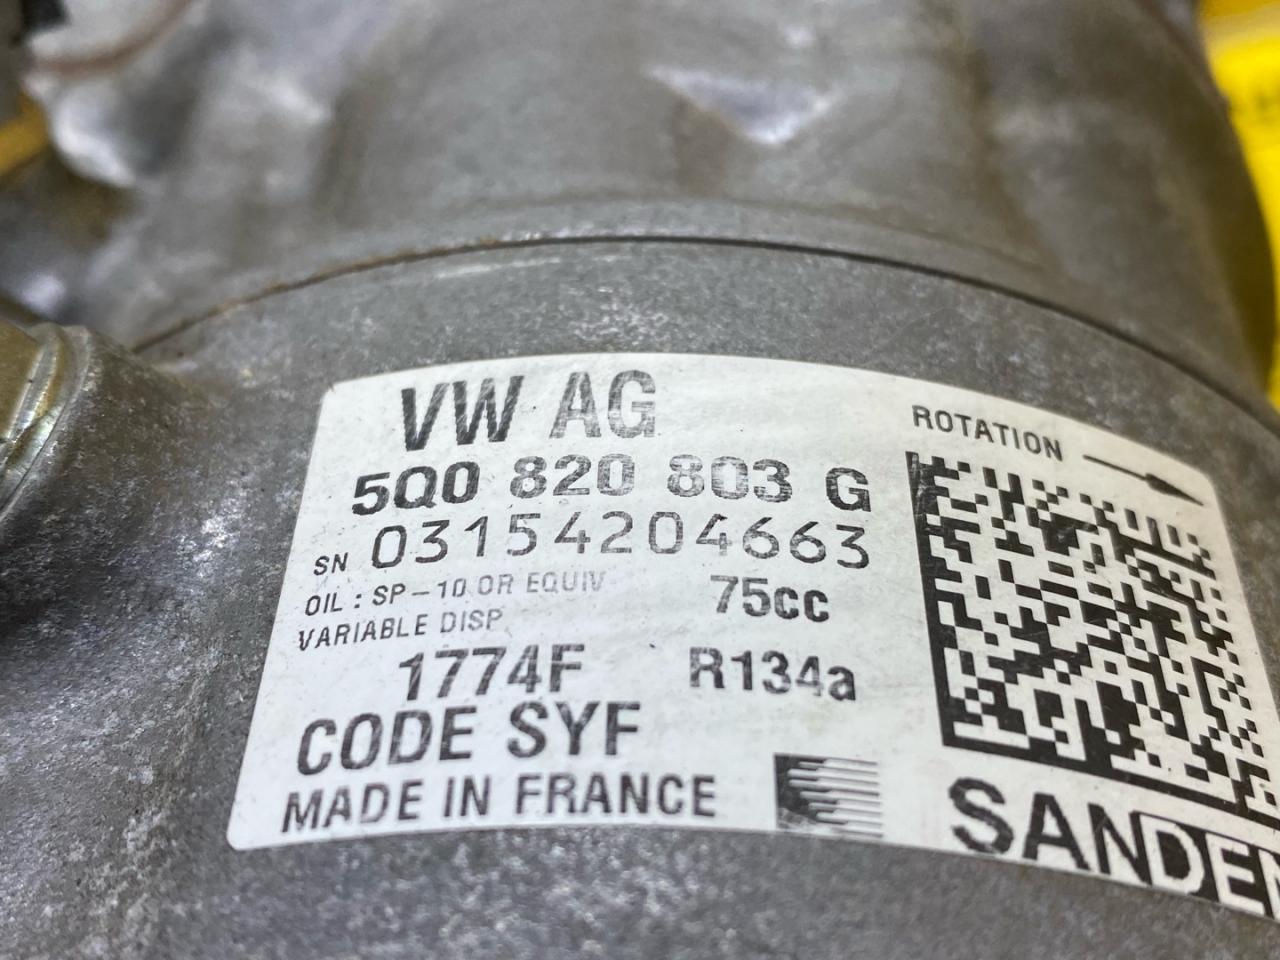 VW AG
5Q0 820 803 G
SN 03154204663
OIL : SP-10 OR EQUIV 75cc
VARIABLE DISP
1774F R134a
CODE SYF
MADE IN FRANCE
ROTATION
SANDEN